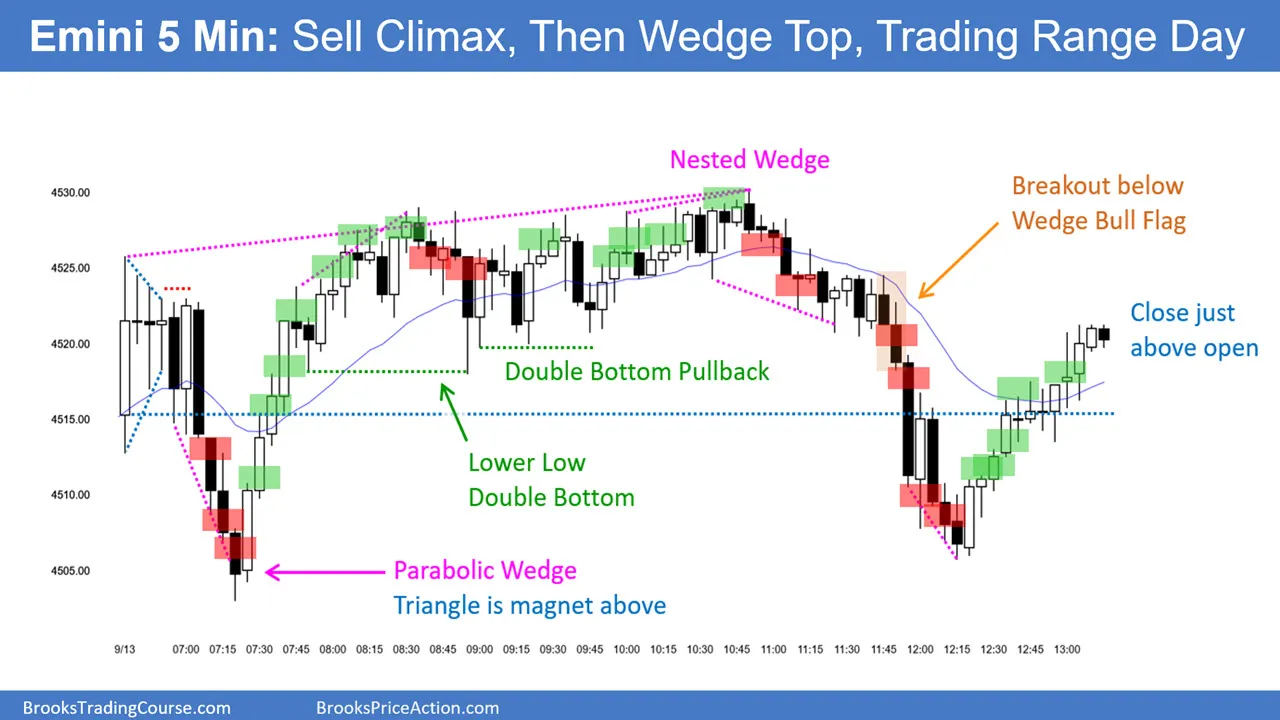 Emini 5 Min: Sell Climax, Then Wedge Top, Trading Range Day
Nested Wedge
Breakout below
Wedge Bull Flag
4530.00
4525.00
4520.00
4515.00
4510.00
4505.00
Close just
above open
Double Bottom Pullback
Lower Low
Double Bottom
Parabolic Wedge
Triangle is magnet above
9/13 07:00 07:15 07:30 07:45 08:00 08:15 08:30 08:45 09:00 09:15 09:30 09:45 10:00 10:15 10:30 10:45 11:00 11:15 11:30 11:45 12:00 12:15 12:30 12:45 13:00
BrooksTradingCourse.com BrooksPriceAction.com